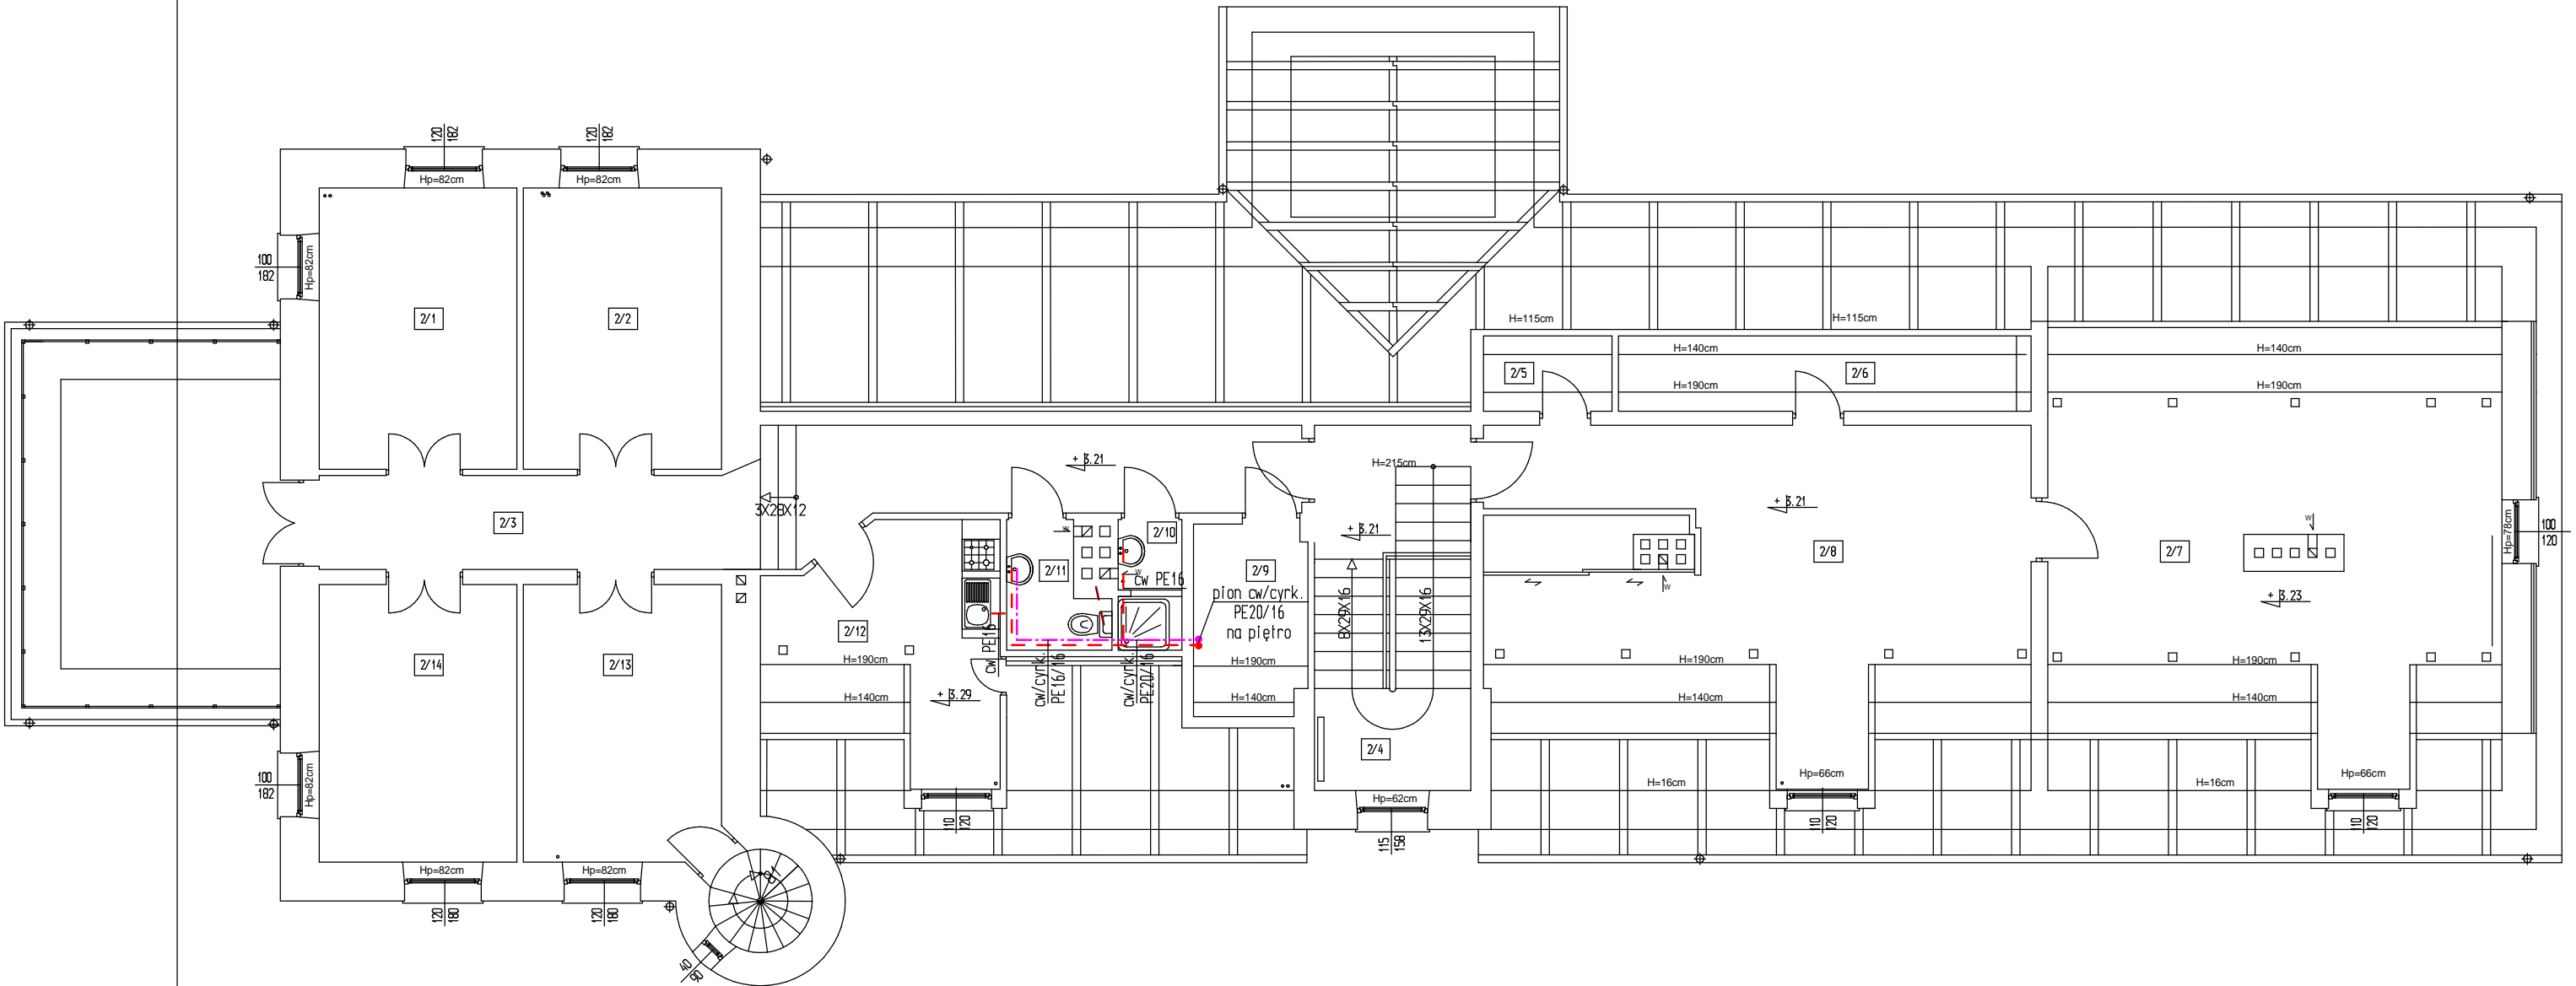 120
182
120
182
Hp=82cm
Hp=82cm
100
182
Hp=82cm
2/1
2/2
H=115cm
H=115cm
H=140cm
H=140cm
2/5
2/6
H=190cm
H=190cm
+ 3.21
H=215cm
3X28X12
2/3
+ 3.21
+ 3.21
w
2/10
w
cw PE16
2/11
2/9
pion cw/cyrk.
PE20/16
na piętro
8X29X16
13X29X16
2/8
w
2/7
w
+ 3.23
Hp=78cm
100
120
2/12
cw PE16
cw/cyrk.
PE16/16
cw/cyrk.
PE20/16
2/14
2/13
H=190cm
H=190cm
H=190cm
H=190cm
+ 3.29
H=140cm
H=140cm
H=140cm
H=140cm
2/4
100
182
Hp=82cm
Hp=62cm
H=16cm
Hp=66cm
H=16cm
Hp=66cm
110
120
115
158
110
120
110
120
Hp=82cm
Hp=82cm
120
180
120
180
40
90